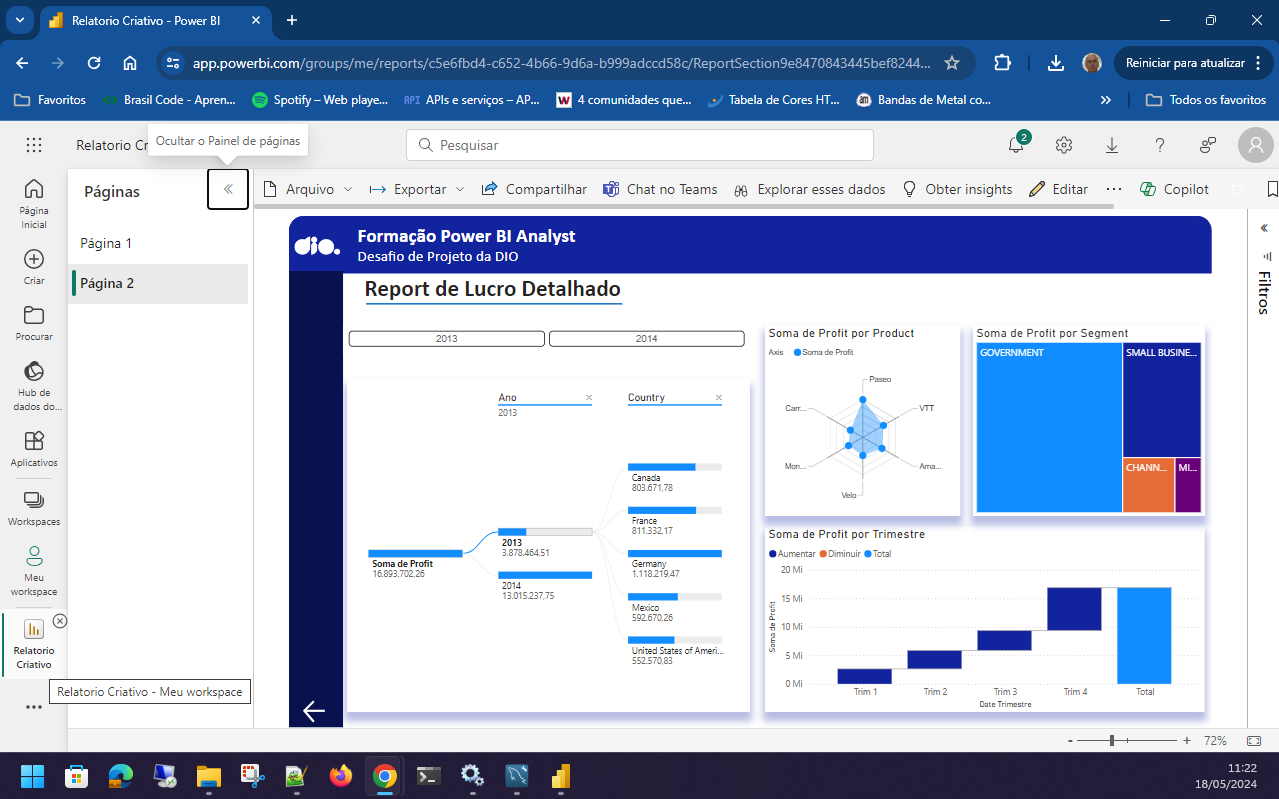 Relatorio Criativo - Power BI
app.powerbi.com/groups/me/reports/c5e6fbd4-c652-4b66-9d6a-b999adccd58c/ReportSection9e8470843445bef8244...
Reiniciar para atualizar
Favoritos
Brasil Code - Apren...
Spotify – Web playe...
API
APIs e serviços – AP...
W
4 comunidades que...
Tabela de Cores HT...
am
Bandas de Metal co...
Todos os favoritos
Relatorio Cr
Ocultar o Painel de páginas
Pesquisar
2
Página Inicial
Criar
Procurar
Hub de dados do...
Aplicativos
Workspaces
Meu workspace
Relatorio Criativo
Relatorio Criativo - Meu workspace
Páginas
Página 1
Página 2
Arquivo
Exportar
Compartilhar
Chat no Teams
Explorar esses dados
Obter insights
Editar
Copilot
Filtros
dio.
Formação Power BI Analyst
Desafio de Projeto da DIO
Report de Lucro Detalhado
2013
2014
Ano
2013
Country
Soma de Profit
16.893.702,26
2013
3.878.464,51
2014
13.015.237,75
Canada
803.671,78
France
811.332,17
Germany
1.118.219,47
Mexico
592.670,26
United States of Ameri...
552.570,83
Soma de Profit por Product
Axis
Soma de Profit
Paseo
VTT
Ama...
Velo
Mon...
Carr...
Soma de Profit por Segment
GOVERNMENT
SMALL BUSINE...
CHANN...
MI...
Soma de Profit por Trimestre
Aumentar
Diminuir
Total
20 Mi
15 Mi
10 Mi
5 Mi
0 Mi
Soma de Profit
Trim 1
Trim 2
Trim 3
Trim 4
Total
Date Trimestre
72%
11:22
18/05/2024